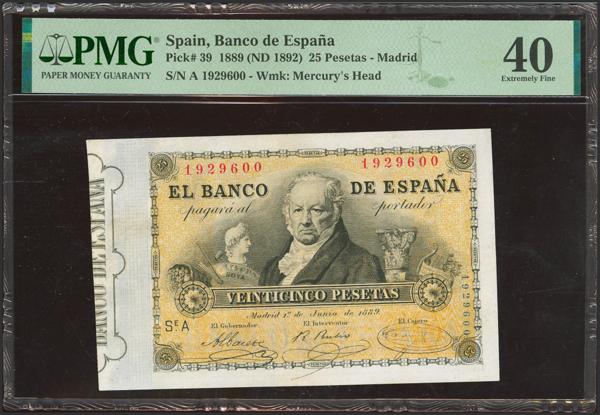 PMG
PAPER MONEY GUARANTY
Spain, Banco de España
Pick# 39 1889 (ND 1892) 25 Pesetas - Madrid
S/N A 1929600 - Wmk: Mercury's Head
40
Extremely Fine
1929600 1929600
EL BANCO DE ESPAÑA
pagará al portador
VEINTICINCO PESETAS
Madrid 1º de Junio de 1889.
Sᴱ A
El Gobernador El Interventor El Cajero
1929600
BANCO DE ESPAÑA